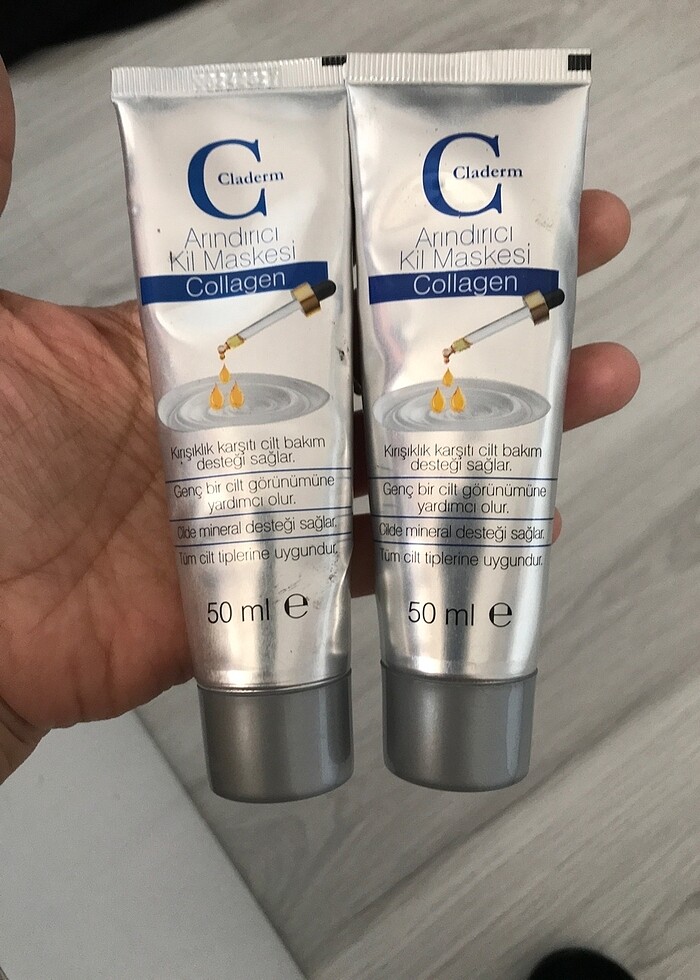 C
Claderm
Arındırıcı
Kil Maskesi
Collagen
Kırışıklık karşıtı cilt bakım
desteği sağlar.
Genç bir cilt görünümüne
yardımcı olur.
Cilde mineral desteği sağlar.
Tüm cilt tiplerine uygundur.
50 ml e
C
Claderm
Arındırıcı
Kil Maskesi
Collagen
Kırışıklık karşıtı cilt bakım
desteği sağlar.
Genç bir cilt görünümüne
yardımcı olur.
Cilde mineral desteği sağlar.
Tüm cilt tiplerine uygundur.
50 ml e